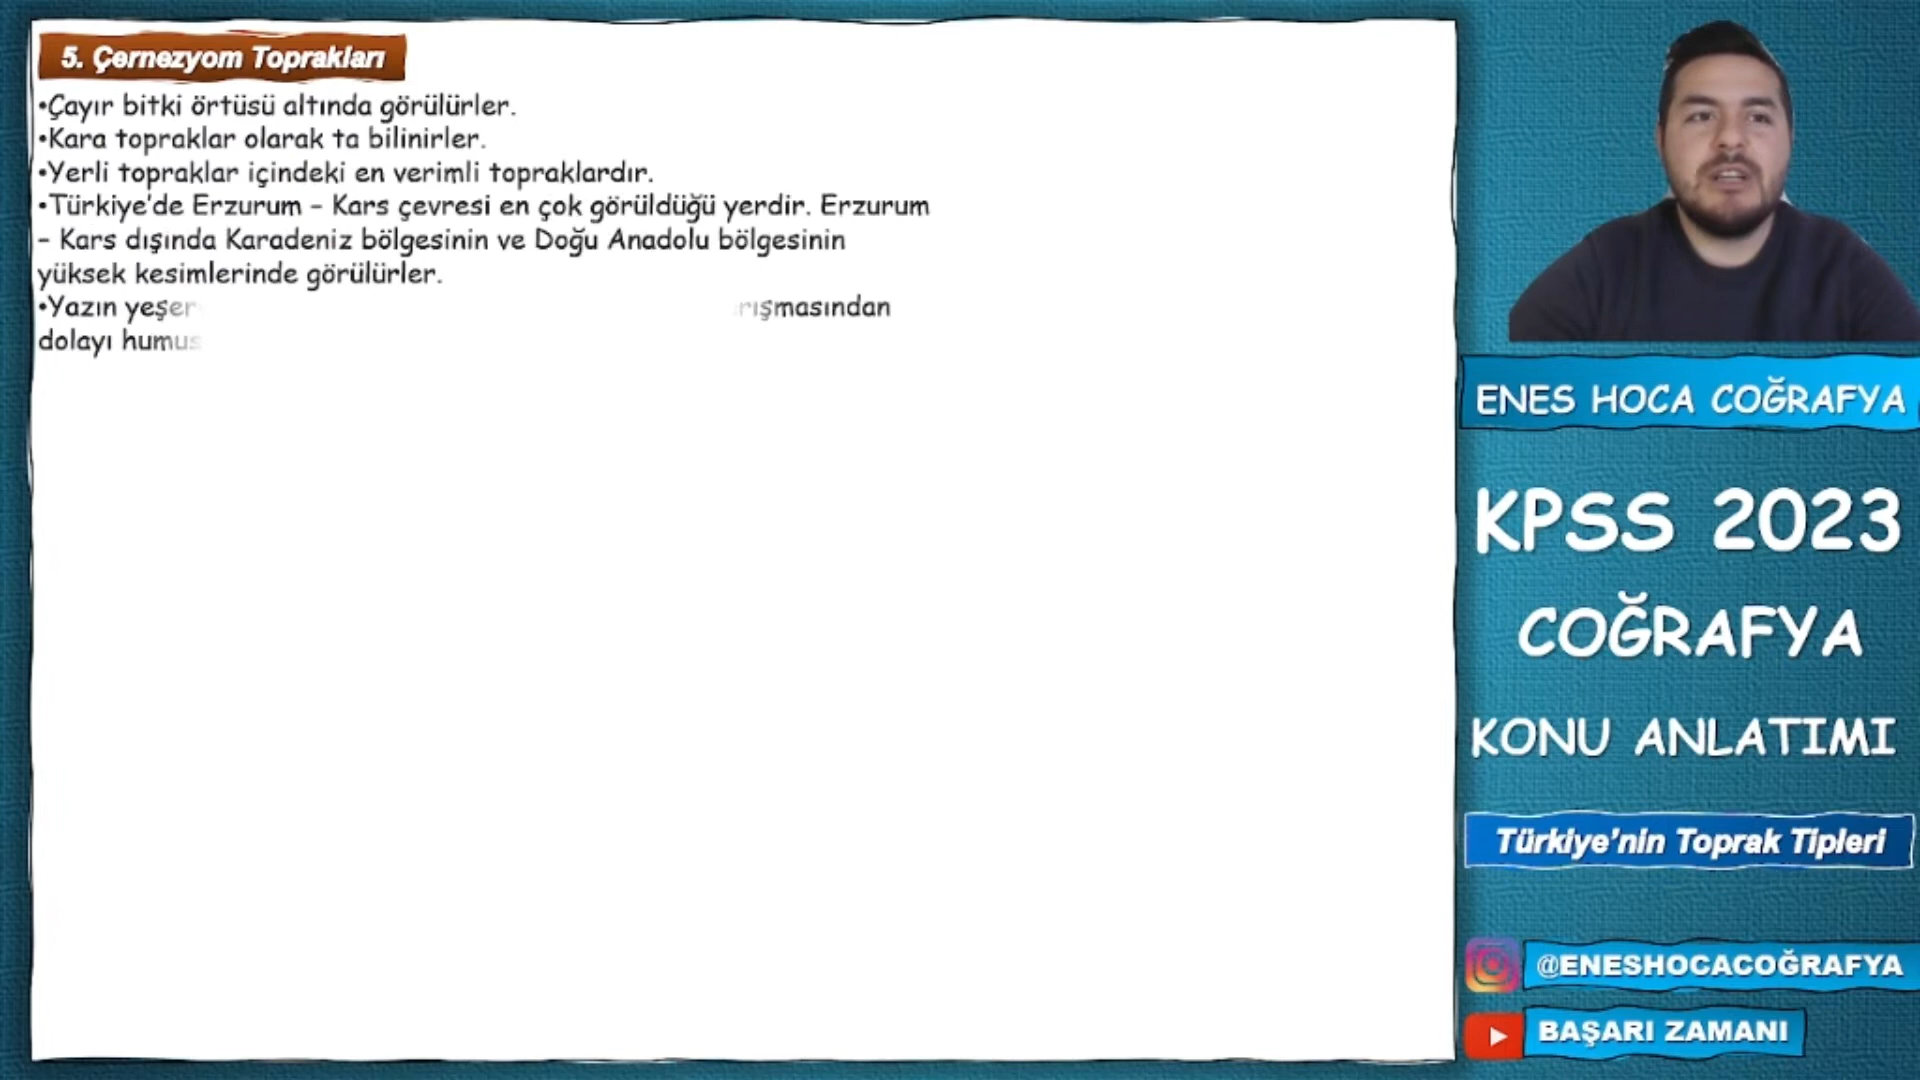 5. Çernezyom Toprakları
•Çayır bitki örtüsü altında görülürler.
•Kara topraklar olarak ta bilinirler.
•Yerli topraklar içindeki en verimli topraklardır.
•Türkiye'de Erzurum – Kars çevresi en çok görüldüğü yerdir. Erzurum
– Kars dışında Karadeniz bölgesinin ve Doğu Anadolu bölgesinin
yüksek kesimlerinde görülürler.
•Yazın
dolayı humus
ENES HOCA COĞRAFYA
KPSS 2023
COĞRAFYA
KONU ANLATIMI
Türkiye'nin Toprak Tipleri
@ENESHOCACOĞRAFYA
BAŞARI ZAMANI